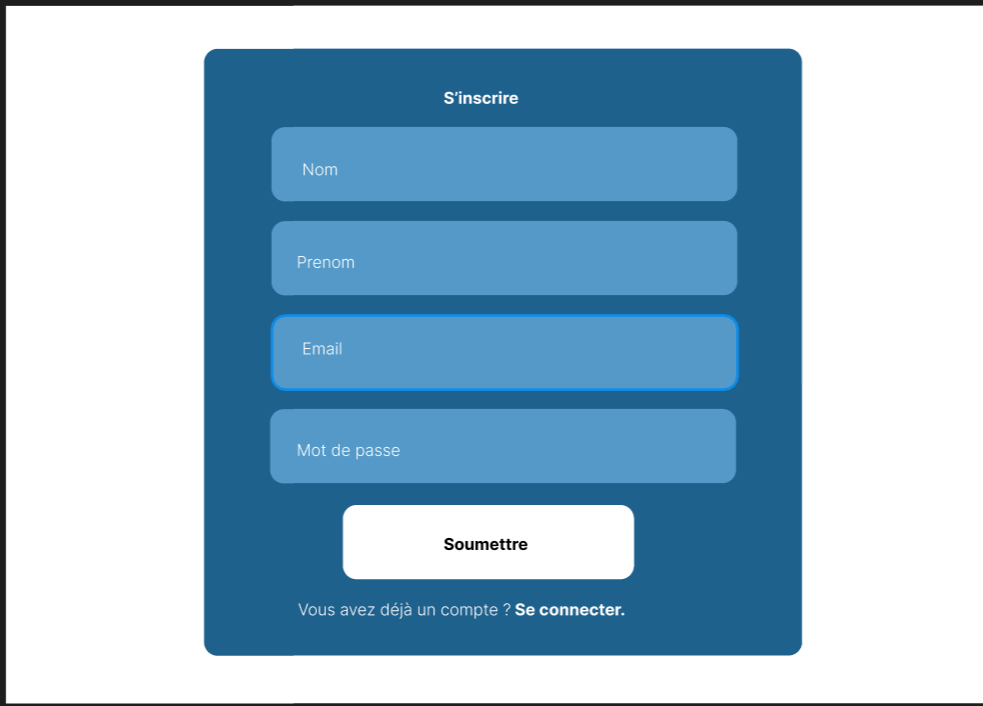 S’inscrire
Nom
Prenom
Email
Mot de passe
Soumettre
Vous avez déjà un compte ? Se connecter.